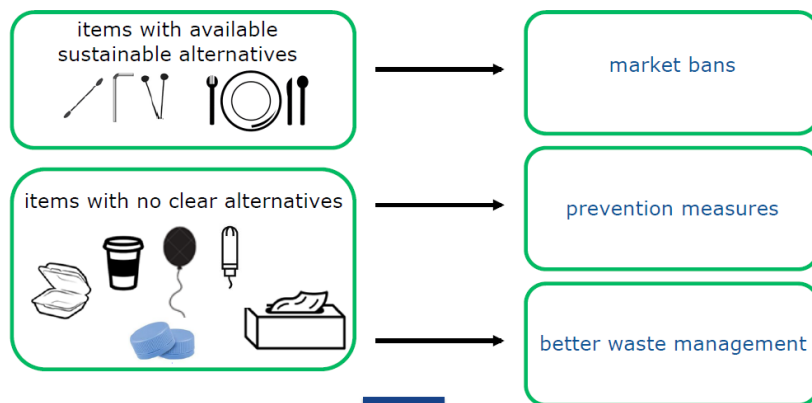 items with available
sustainable alternatives
market bans
items with no clear alternatives
prevention measures
better waste management